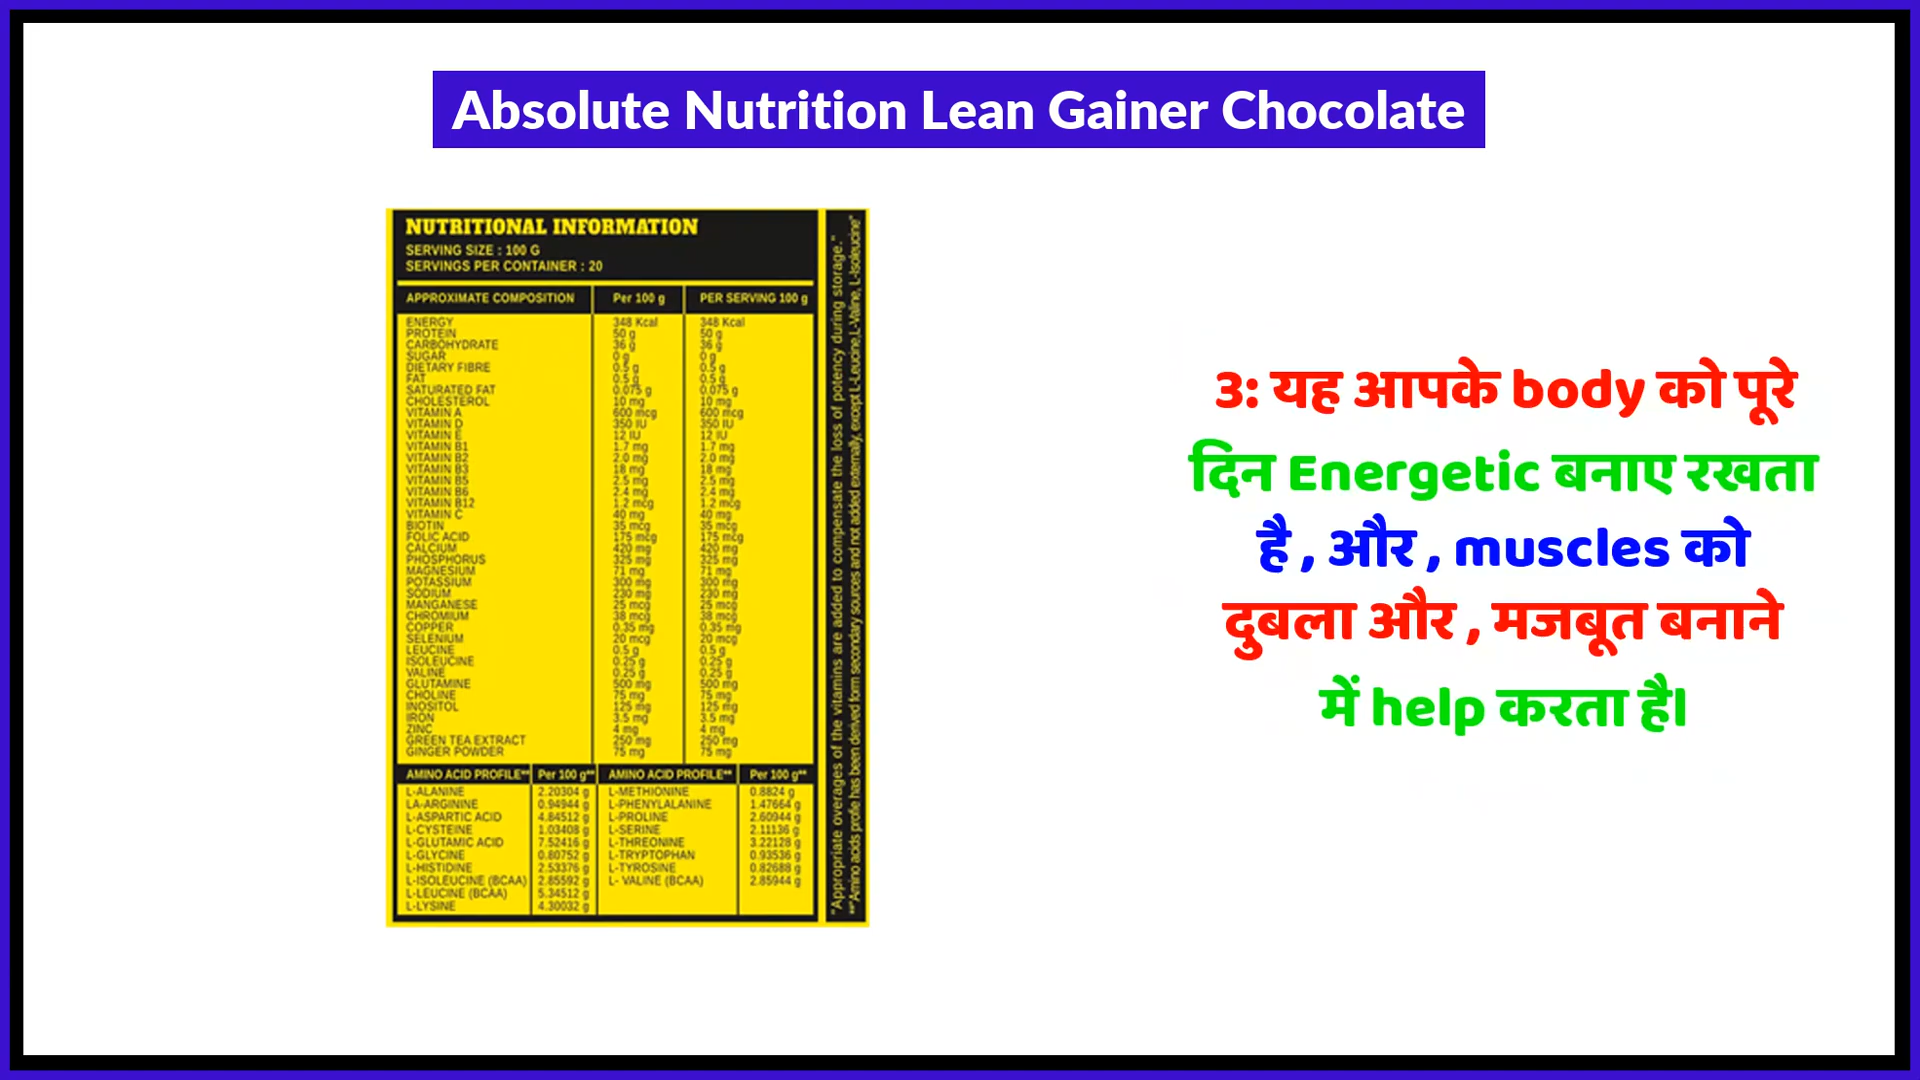 Absolute Nutrition Lean Gainer Chocolate
NUTRITIONAL INFORMATION
SERVING SIZE : 100 G
SERVINGS PER CONTAINER : 20
APPROXIMATE COMPOSITION Per 100 g PER SERVING 100 g
ENERGY 348 Kcal 348 Kcal
PROTEIN 50 g 50 g
CARBOHYDRATE 36 g 36 g
SUGAR 0 g 0 g
DIETARY FIBRE 0.5 g 0.5 g
FAT 0.5 g 0.5 g
SATURATED FAT 0.075 g 0.075 g
CHOLESTEROL 10 mg 10 mg
VITAMIN A 600 mcg 600 mcg
VITAMIN D 350 IU 350 IU
VITAMIN E 12 IU 12 IU
VITAMIN B1 1.7 mg 1.7 mg
VITAMIN B2 2.0 mg 2.0 mg
VITAMIN B3 18 mg 18 mg
VITAMIN B5 2.5 mg 2.5 mg
VITAMIN B6 2.4 mg 2.4 mg
VITAMIN B12 1.2 mcg 1.2 mcg
VITAMIN C 40 mg 40 mg
BIOTIN 35 mcg 35 mcg
FOLIC ACID 175 mcg 175 mcg
CALCIUM 420 mg 420 mg
PHOSPHORUS 325 mg 325 mg
MAGNESIUM 71 mg 71 mg
POTASSIUM 300 mg 300 mg
SODIUM 230 mg 230 mg
MANGANESE 25 mcg 25 mcg
CHROMIUM 38 mcg 38 mcg
COPPER 0.35 mg 0.35 mg
SELENIUM 20 mcg 20 mcg
LEUCINE 0.5 g 0.5 g
ISOLEUCINE 0.25 g 0.25 g
VALINE 0.25 g 0.25 g
GLUTAMINE 500 mg 500 mg
CHOLINE 75 mg 75 mg
INOSITOL 125 mg 125 mg
IRON 3.5 mg 3.5 mg
ZINC 4 mg 4 mg
GREEN TEA EXTRACT 250 mg 250 mg
GINGER POWDER 75 mg 75 mg
AMINO ACID PROFILE** Per 100 g** AMINO ACID PROFILE** Per 100 g**
L-ALANINE 2.20304 g L-METHIONINE 0.8824 g
LA-ARGININE 0.94944 g L-PHENYLALANINE 1.47664 g
L-ASPARTIC ACID 4.84512 g L-PROLINE 2.60944 g
L-CYSTEINE 1.03408 g L-SERINE 2.11136 g
L-GLUTAMIC ACID 7.52416 g L-THREONINE 3.22128 g
L-GLYCINE 0.80752 g L-TRYPTOPHAN 0.93536 g
L-HISTIDINE 2.53376 g L-TYROSINE 0.82688 g
L-ISOLEUCINE (BCAA) 2.85592 g L- VALINE (BCAA) 2.85944 g
L-LEUCINE (BCAA) 5.34512 g
L-LYSINE 4.30032 g
"Appropriate overages of the vitamins are added to compensate the loss of potency during storage."
"**Amino acids profie has been derived form secondary sources and not added externally, except L-Leucine,L-Valine, L-Isoleucine"
3: यह आपके body को पूरे
दिन Energetic बनाए रखता
है , और , muscles को
दुबला और , मजबूत बनाने
में help करता है।